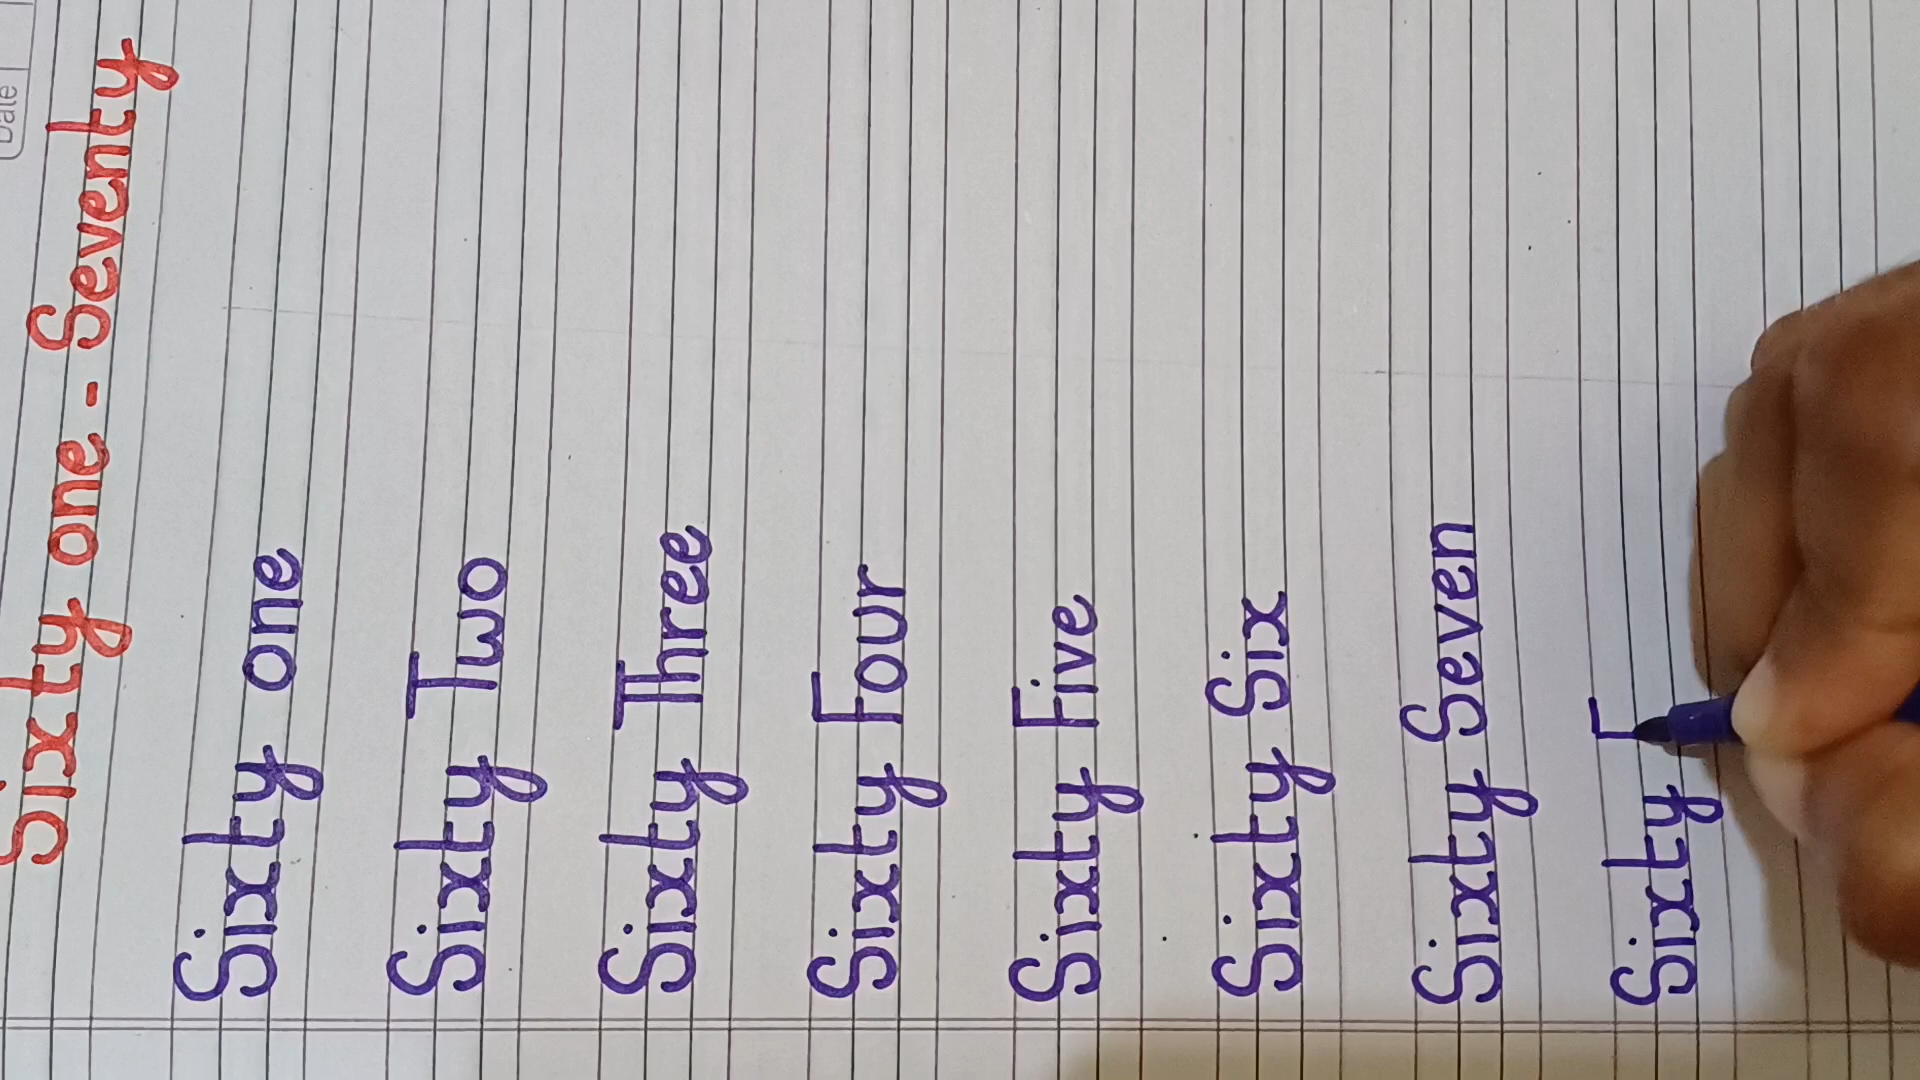 Date
Sixty one - Seventy
Sixty one
Sixty Two
Sixty Three
Sixty Four
Sixty Five
Sixty Six
Sixty Seven
Sixty